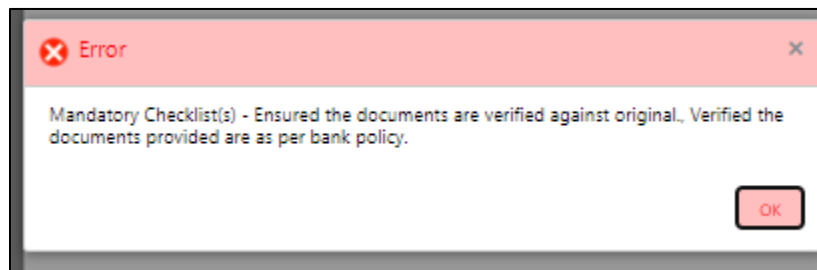 Error
Mandatory Checklist(s) - Ensured the documents are verified against original., Verified the
documents provided are as per bank policy.
OK